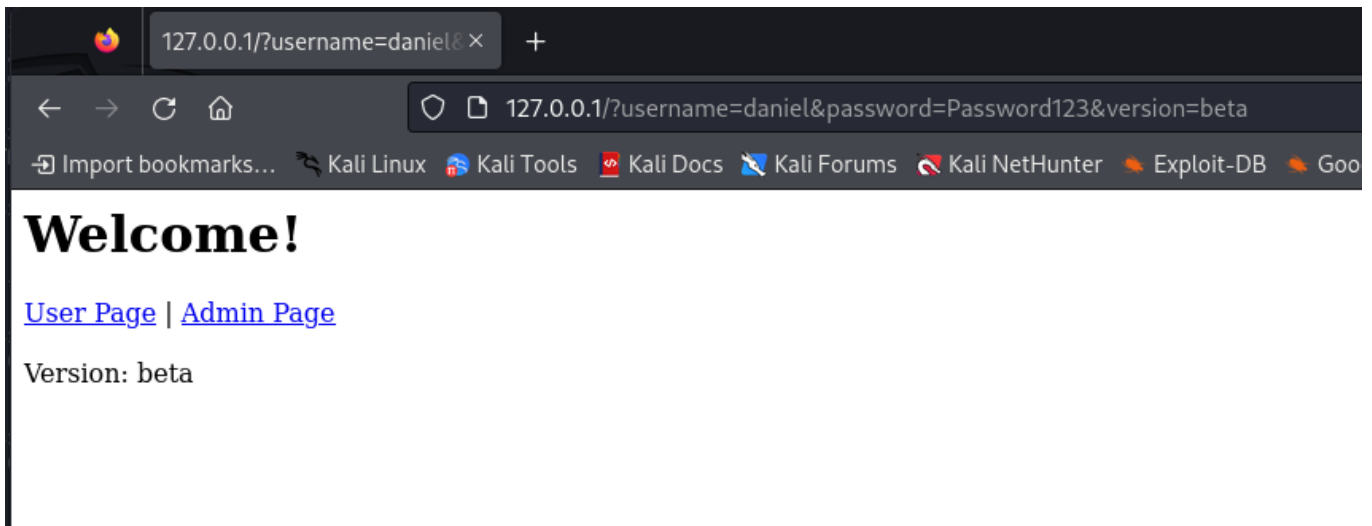 127.0.0.1/?username=daniel&
127.0.0.1/?username=daniel&password=Password123&version=beta
Import bookmarks... Kali Linux Kali Tools Kali Docs Kali Forums Kali NetHunter Exploit-DB Goo
Welcome!
User Page | Admin Page
Version: beta